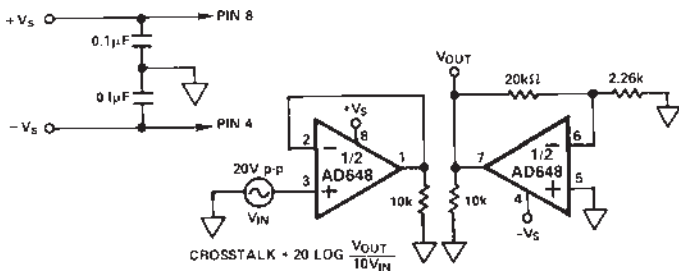 +VS
PIN 8
0.1μF
0.1μF
−VS
PIN 4
VOUT
20kΩ
2.26k
+VS
2
8
−
1/2
AD648
1
3
+
20V p-p
VIN
10k
10k
7
6
−
1/2
AD648
+
5
4
−VS
CROSSTALK = 20 LOG VOUT
10VIN